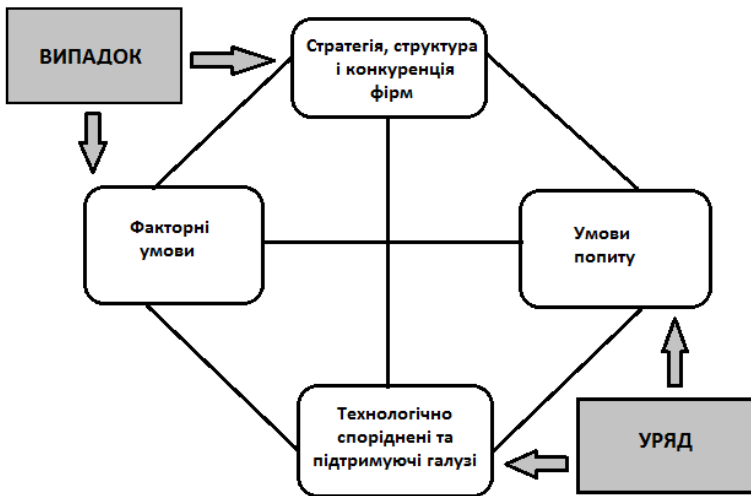 ВИПАДОК
Стратегія, структура
і конкуренція
фірм
Факторні
умови
Умови
попиту
Технологічно
споріднені та
підтримуючі галузі
УРЯД